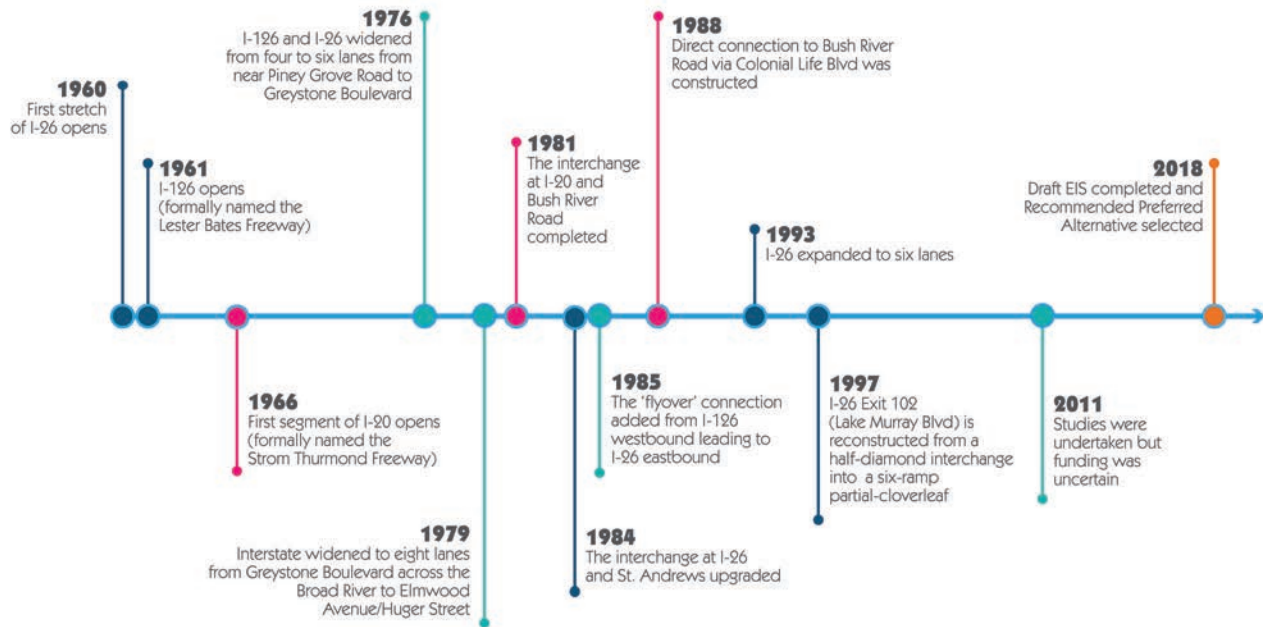 1960
First stretch
of I-26 opens
1961
I-126 opens
(formally named the
Lester Bates Freeway)
1966
First segment of I-20 opens
(formally named the
Strom Thurmond Freeway)
1976
I-126 and I-26 widened
from four to six lanes from
near Piney Grove Road to
Greystone Boulevard
1979
Interstate widened to eight lanes
from Greystone Boulevard across the
Broad River to Elmwood
Avenue/Huger Street
1981
The interchange
at I-20 and
Bush River
Road
completed
1984
The interchange at I-26
and St. Andrews upgraded
1985
The 'flyover' connection
added from I-126
westbound leading to
I-26 eastbound
1988
Direct connection to Bush River
Road via Colonial Life Blvd was
constructed
1993
I-26 expanded to six lanes
1997
I-26 Exit 102
(Lake Murray Blvd) is
reconstructed from a
half-diamond interchange
into a six-ramp
partial-cloverleaf
2011
Studies were
undertaken but
funding was
uncertain
2018
Draft EIS completed and
Recommended Preferred
Alternative selected